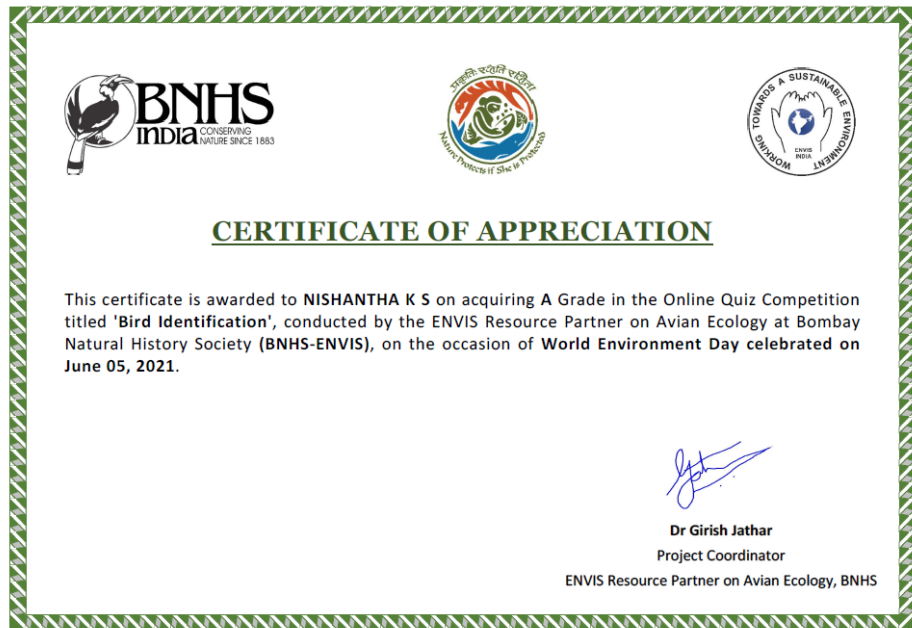 BNHS
INDIA CONSERVING
NATURE SINCE 1883
प्रकृतिः रक्षति रक्षिता
Nature Protects if She is Protected
WORKING TOWARDS A SUSTAINABLE ENVIRONMENT
ENVIS
INDIA
CERTIFICATE OF APPRECIATION
This certificate is awarded to NISHANTHA K S on acquiring A Grade in the Online Quiz Competition
titled 'Bird Identification', conducted by the ENVIS Resource Partner on Avian Ecology at Bombay
Natural History Society (BNHS-ENVIS), on the occasion of World Environment Day celebrated on
June 05, 2021.
Dr Girish Jathar
Project Coordinator
ENVIS Resource Partner on Avian Ecology, BNHS